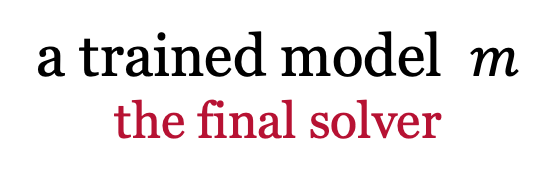 a trained model m
the final solver